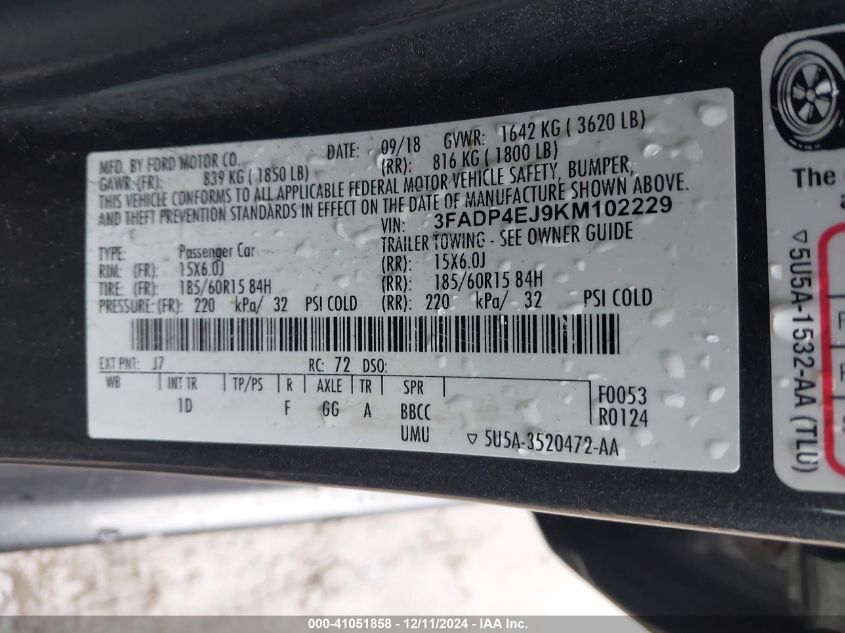 MFD. BY FORD MOTOR CO.
DATE: 09/18 GVWR: 1642 KG ( 3620 LB)
GAWR: (FR): 839 KG ( 1850 LB) (RR): 816 KG ( 1800 LB)
THIS VEHICLE CONFORMS TO ALL APPLICABLE FEDERAL MOTOR VEHICLE SAFETY, BUMPER,
AND THEFT PREVENTION STANDARDS IN EFFECT ON THE DATE OF MANUFACTURE SHOWN ABOVE.
VIN: 3FADP4EJ9KM102229
TYPE: Passenger Car TRAILER TOWING - SEE OWNER GUIDE
RIM: (FR): 15X6.0J (RR): 15X6.0J
TIRE: (FR): 185/60R15 84H (RR): 185/60R15 84H
PRESSURE: (FR): 220 kPa/ 32 PSI COLD (RR): 220 kPa/ 32 PSI COLD
EXT PNT: J7 RC: 72 DSO:
WB INT TR TP/PS R AXLE TR SPR
1D F GG A BBCC
UMU
F0053
R0124
▽ 5U5A-3520472-AA
The
▽5U5A-1532-AA (TLU)
000-41051858 - 12/11/2024 - IAA Inc.